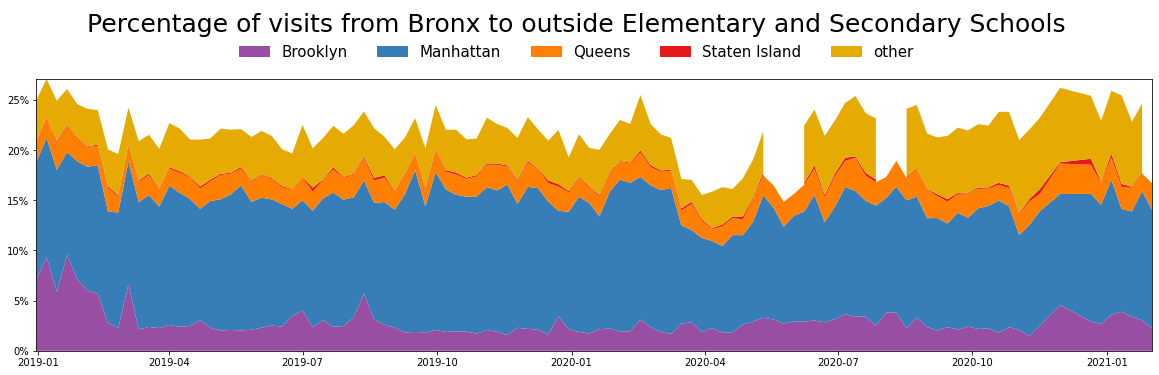 Percentage of visits from Bronx to outside Elementary and Secondary Schools
Brooklyn Manhattan Queens Staten Island other
25%
20%
15%
10%
5%
0%
2019-01 2019-04 2019-07 2019-10 2020-01 2020-04 2020-07 2020-10 2021-01